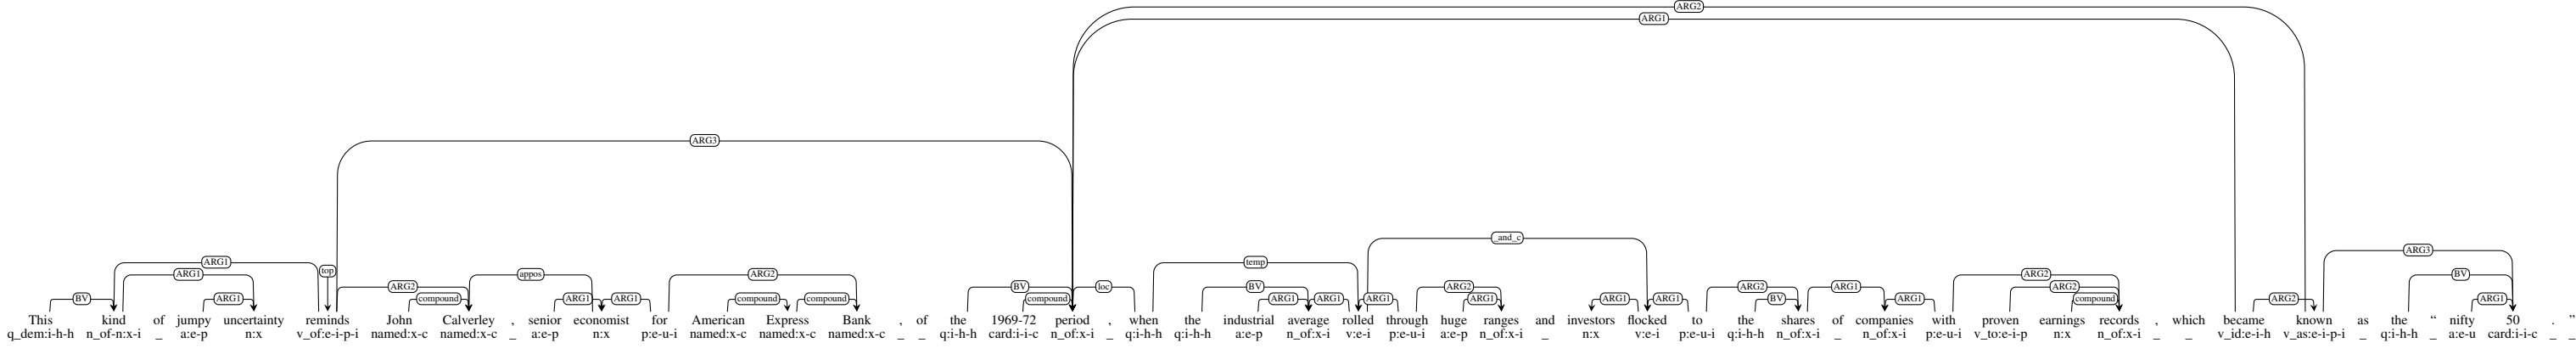 ARG2
ARG1
ARG3
_and_c
ARG3
ARG1 temp
top
ARG1 appos ARG2 BV ARG2 BV
ARG2 BV loc BV ARG2 ARG2 ARG1 ARG2
BV ARG1 compound ARG1 ARG1 compound compound compound ARG1 ARG1 ARG1 ARG1 ARG1 ARG1 BV ARG1 compound ARG2 ARG1
This kind of jumpy uncertainty reminds John Calverley , senior economist for American Express Bank , of the 1969-72 period , when the industrial average rolled through huge ranges and investors flocked to the shares of companies with proven earnings records , which became known as the “ nifty 50 . ”
q_dem:i-h-h n_of-n:x-i _ a:e-p n:x v_of:e-i-p-i named:x-c named:x-c _ a:e-p n:x p:e-u-i named:x-c named:x-c named:x-c _ _ q:i-h-h card:i-i-c n_of:x-i _ q:i-h-h q:i-h-h a:e-p n_of:x-i v:e-i p:e-u-i a:e-p n_of:x-i _ n:x v:e-i p:e-u-i q:i-h-h n_of:x-i _ n_of:x-i p:e-u-i v_to:e-i-p n:x n_of:x-i _ _ v_id:e-i-h v_as:e-i-p-i _ q:i-h-h _ a:e-u card:i-i-c _ _